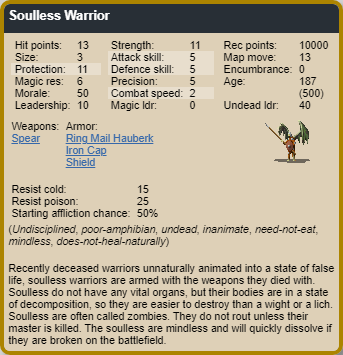 Soulless Warrior
Hit points: 13 Strength: 11 Rec points: 10000
Size: 3 Attack skill: 5 Map move: 13
Protection: 11 Defence skill: 5 Encumbrance: 0
Magic res: 6 Precision: 5 Age: 187
Morale: 50 Combat speed: 2 (500)
Leadership: 10 Magic ldr: 0 Undead ldr: 40
Weapons: Armor:
Spear Ring Mail Hauberk
Iron Cap
Shield
Resist cold: 15
Resist poison: 25
Starting affliction chance: 50%
(Undisciplined, poor-amphibian, undead, inanimate, need-not-eat,
mindless, does-not-heal-naturally)
Recently deceased warriors unnaturally animated into a state of false
life, soulless warriors are armed with the weapons they died with.
Soulless do not have any vital organs, but their bodies are in a state
of decomposition, so they are easier to destroy than a wight or a lich.
Soulless are often called zombies. They do not rout unless their
master is killed. The soulless are mindless and will quickly dissolve if
they are broken on the battlefield.